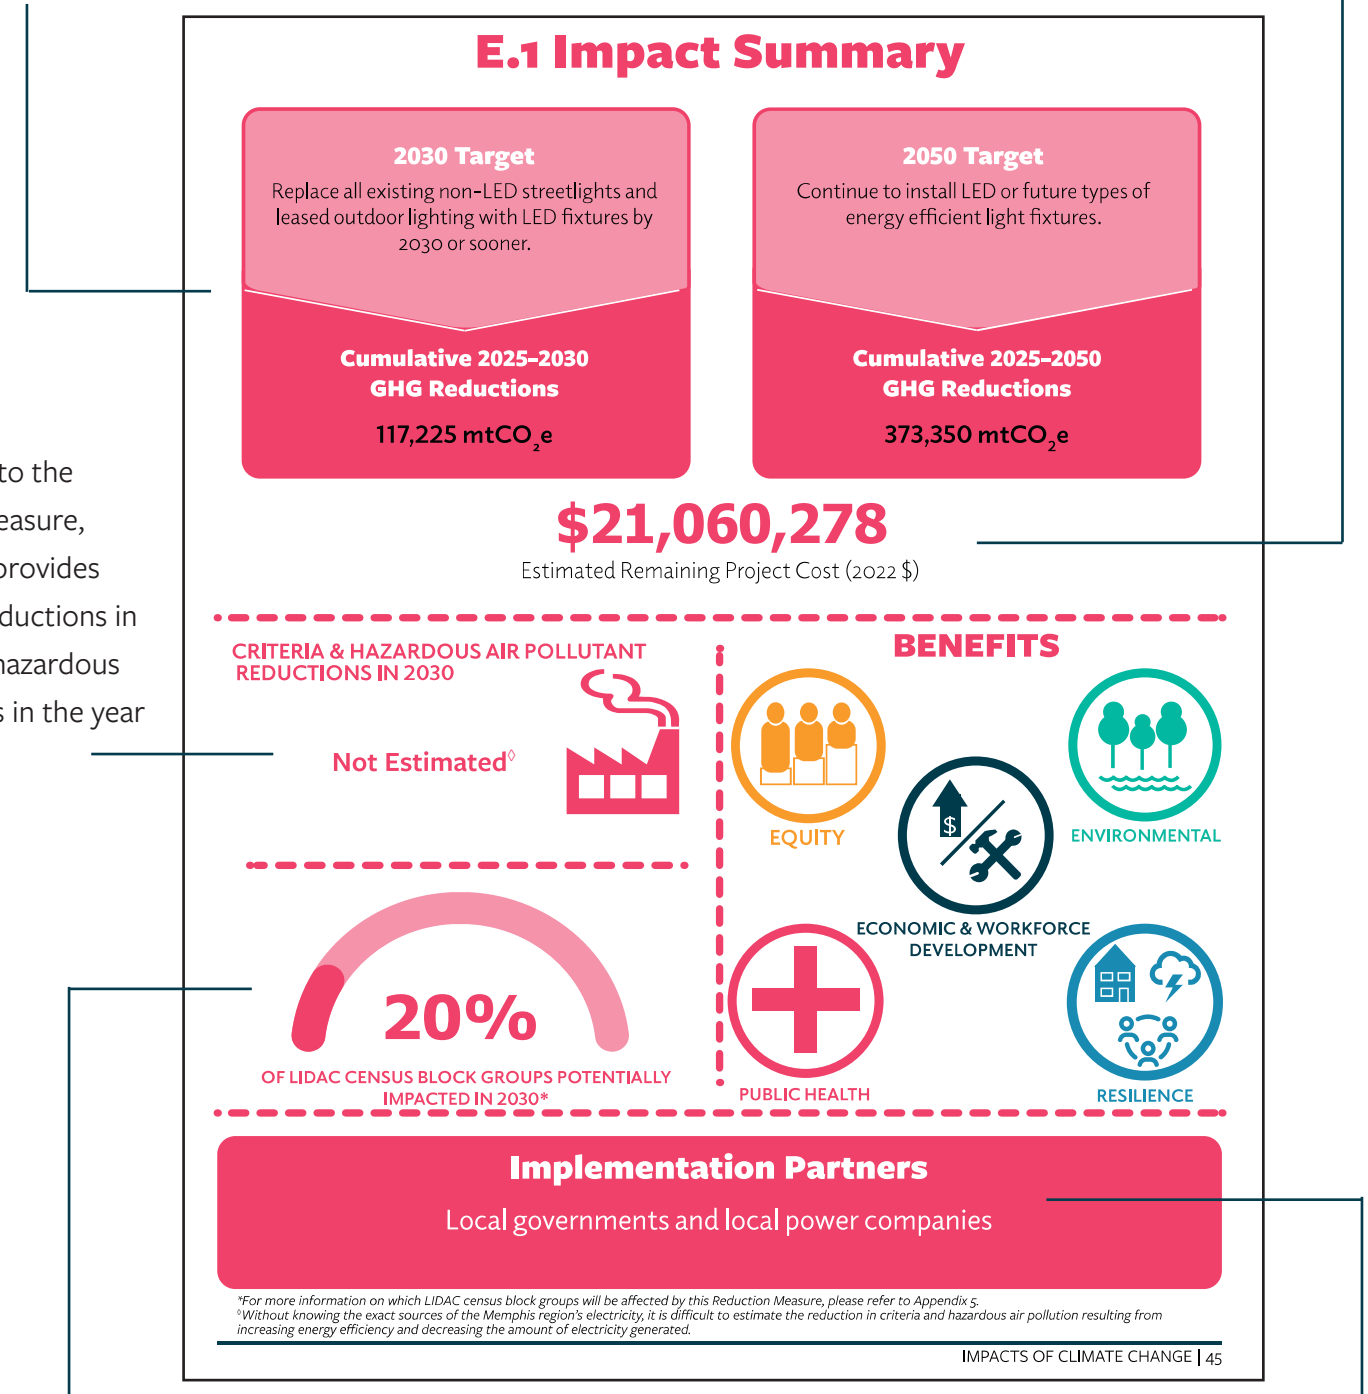 E.1 Impact Summary
2030 Target
Replace all existing non-LED streetlights and
leased outdoor lighting with LED fixtures by
2030 or sooner.
Cumulative 2025–2030
GHG Reductions
117,225 mtCO₂e
2050 Target
Continue to install LED or future types of
energy efficient light fixtures.
Cumulative 2025–2050
GHG Reductions
373,350 mtCO₂e
to the
easure,
provides
ductions in
hazardous
s in the year
$21,060,278
Estimated Remaining Project Cost (2022 $)
CRITERIA & HAZARDOUS AIR POLLUTANT
REDUCTIONS IN 2030
Not Estimated◊
20%
OF LIDAC CENSUS BLOCK GROUPS POTENTIALLY
IMPACTED IN 2030*
BENEFITS
EQUITY
ENVIRONMENTAL
$
ECONOMIC & WORKFORCE
DEVELOPMENT
PUBLIC HEALTH
RESILIENCE
Implementation Partners
Local governments and local power companies
*For more information on which LIDAC census block groups will be affected by this Reduction Measure, please refer to Appendix 5.
◊Without knowing the exact sources of the Memphis region's electricity, it is difficult to estimate the reduction in criteria and hazardous air pollution resulting from
increasing energy efficiency and decreasing the amount of electricity generated.
IMPACTS OF CLIMATE CHANGE | 45